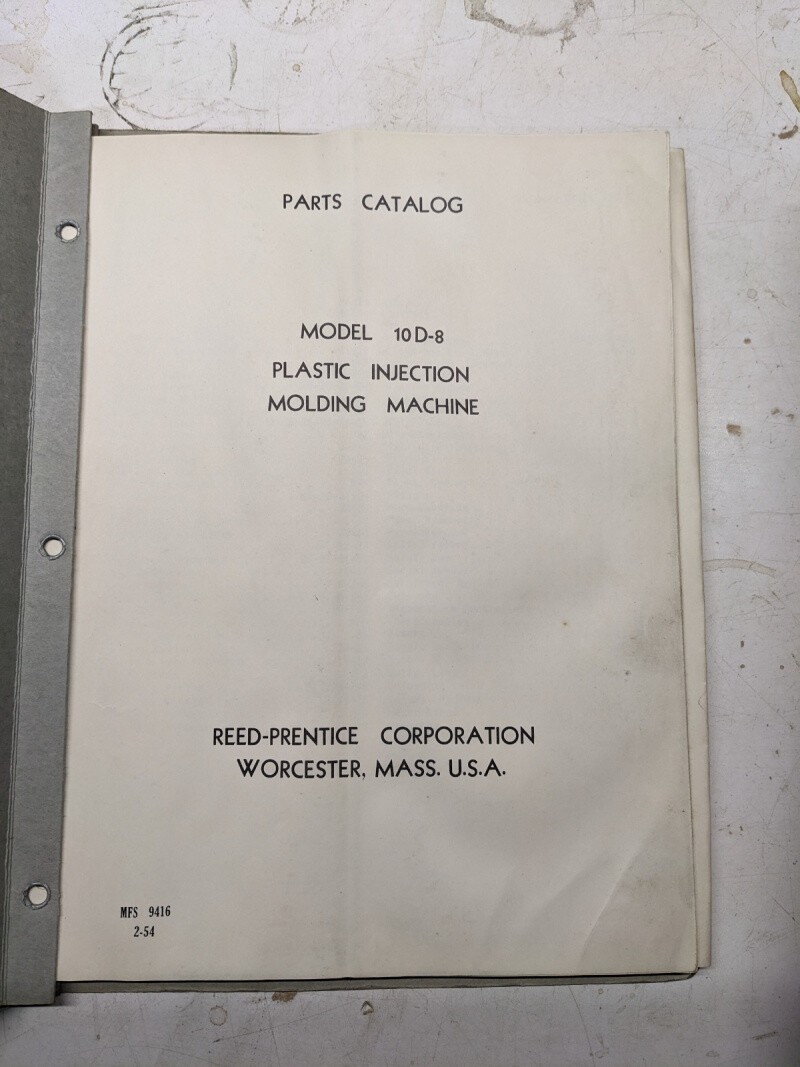 PARTS CATALOG
MODEL 10D-8
PLASTIC INJECTION
MOLDING MACHINE
REED-PRENTICE CORPORATION
WORCESTER, MASS. U.S.A.
MFS 9416
2-54